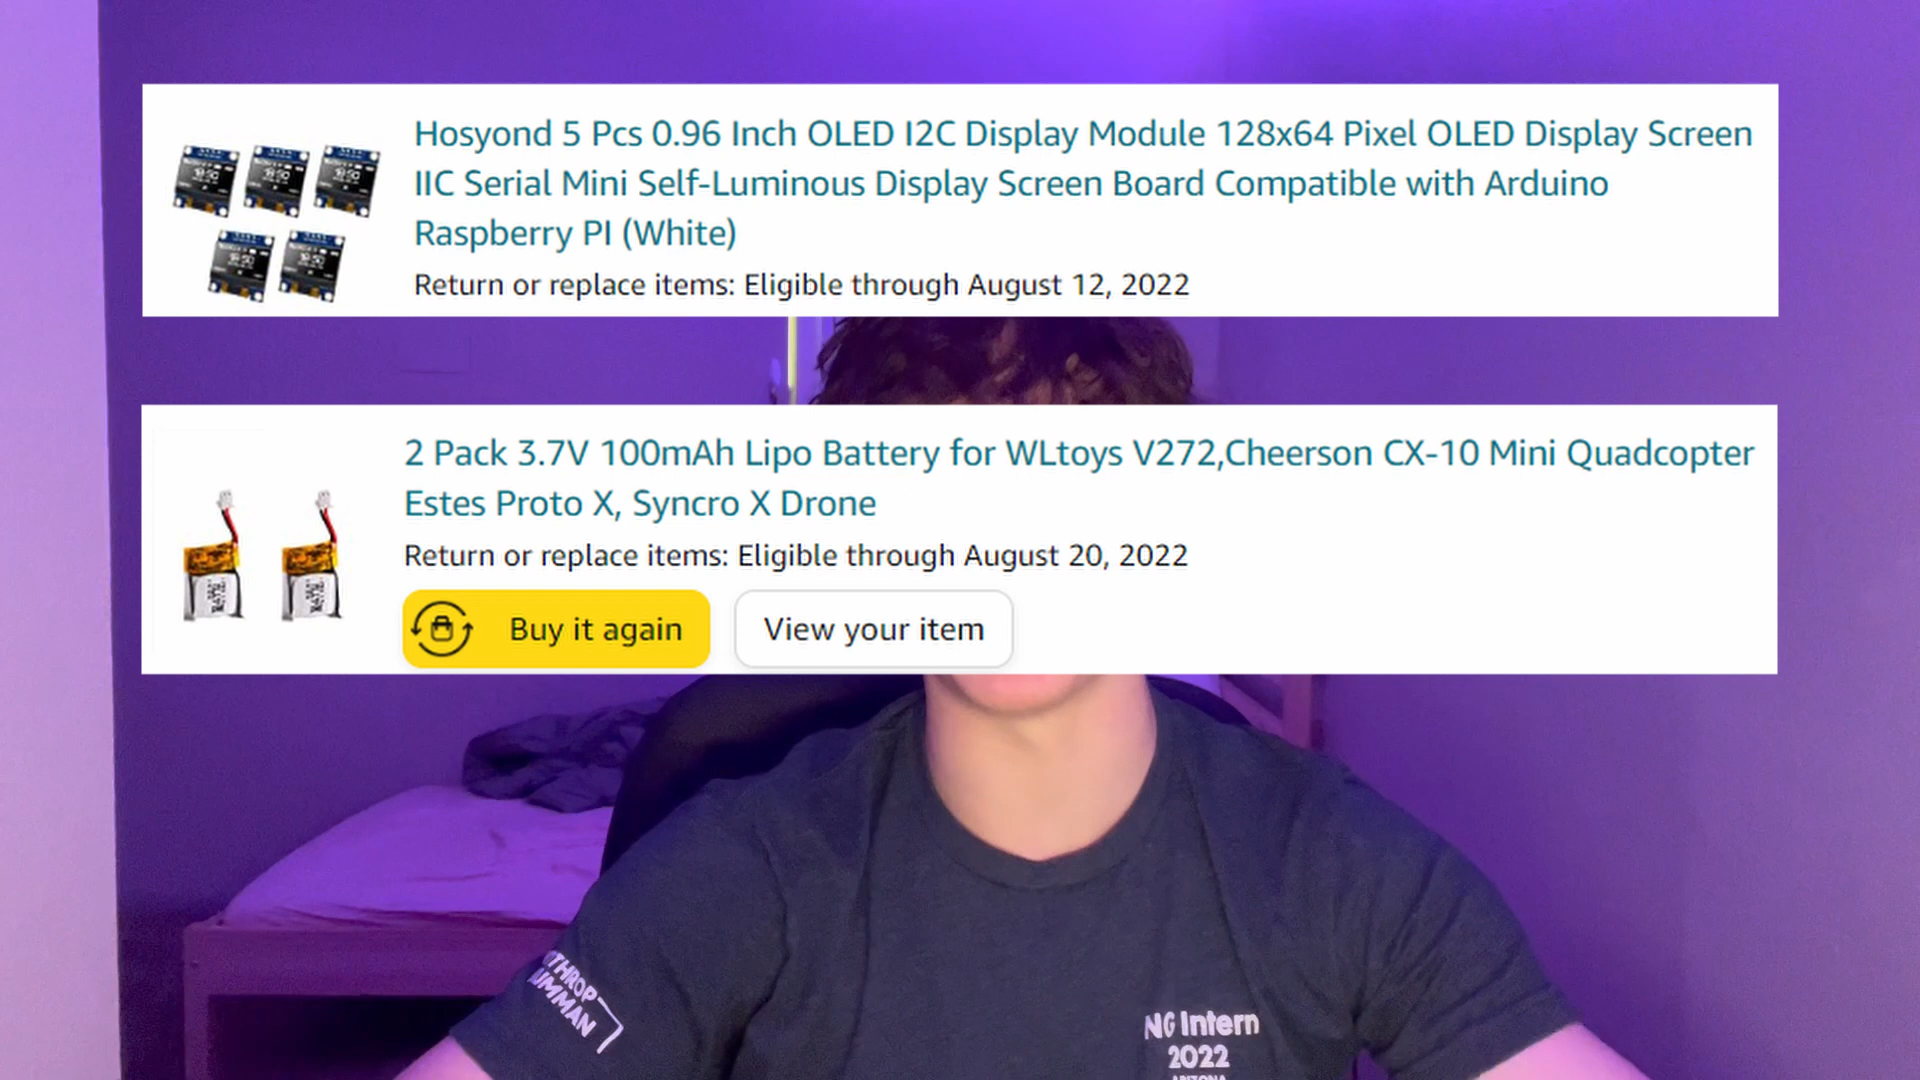 Hosyond 5 Pcs 0.96 Inch OLED I2C Display Module 128x64 Pixel OLED Display Screen
IIC Serial Mini Self-Luminous Display Screen Board Compatible with Arduino
Raspberry PI (White)
Return or replace items: Eligible through August 12, 2022
2 Pack 3.7V 100mAh Lipo Battery for WLtoys V272,Cheerson CX-10 Mini Quadcopter
Estes Proto X, Syncro X Drone
Return or replace items: Eligible through August 20, 2022
Buy it again
View your item
THROP
UMMAN
NG Intern
2022
ARIZONA